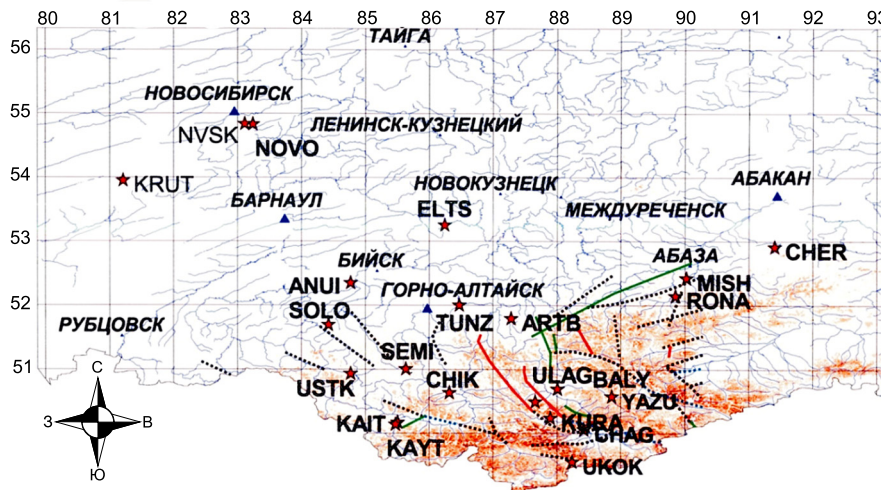 80 81 82 83 84 85 86 87 88 89 90 91 92 93
56
ТАЙГА
55
НОВОСИБИРСК
NVSK
NOVO
ЛЕНИНСК-КУЗНЕЦКИЙ
54
KRUT
БАРНАУЛ
НОВОКУЗНЕЦК
АБАКАН
ELTS
МЕЖДУРЕЧЕНСК
53
CHER
БИЙСК
АБАЗА
ANUI
ГОРНО-АЛТАЙСК
MISH
52
RONA
SOLO
РУБЦОВСК
TUNZ
ARTB
51
SEMI
USTK
CHIK
ULAG
BALY
YAZU
С
З
В
Ю
KAIT
KURA
50
CHAG
KAYT
UKOK